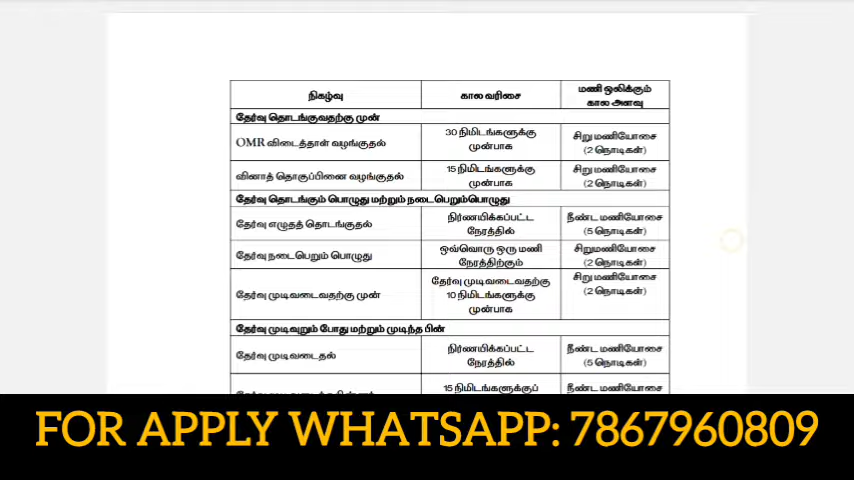 நிகழ்வு
கால வரிசை
மணி ஒலிக்கும்
கால அளவு
தேர்வு தொடங்குவதற்கு முன்
OMR விடைத்தாள் வழங்குதல்
30 நிமிடங்களுக்கு
முன்பாக
சிறு மணியோசை
(2 நொடிகள்)
வினாத் தொகுப்பினை வழங்குதல்
15 நிமிடங்களுக்கு
முன்பாக
சிறு மணியோசை
(2 நொடிகள்)
தேர்வு தொடங்கும் பொழுது மற்றும் நடைபெறும்பொழுது
தேர்வு எழுதத் தொடங்குதல்
நிர்ணயிக்கப்பட்ட
நேரத்தில்
நீண்ட மணியோசை
(5 நொடிகள்)
தேர்வு நடைபெறும் பொழுது
ஒவ்வொரு ஒரு மணி
நேரத்திற்கும்
சிறுமணியோசை
(2 நொடிகள்)
தேர்வு முடிவடைவதற்கு முன்
தேர்வு முடிவடைவதற்கு
10 நிமிடங்களுக்கு
முன்பாக
சிறு மணியோசை
(2 நொடிகள்)
தேர்வு முடிவுறும் போது மற்றும் முடிந்த பின்
தேர்வு முடிவடைதல்
நிர்ணயிக்கப்பட்ட
நேரத்தில்
நீண்ட மணியோசை
(5 நொடிகள்)
15 நிமிடங்களுக்குப்
நீண்ட மணியோசை
FOR APPLY WHATSAPP: 7867960809